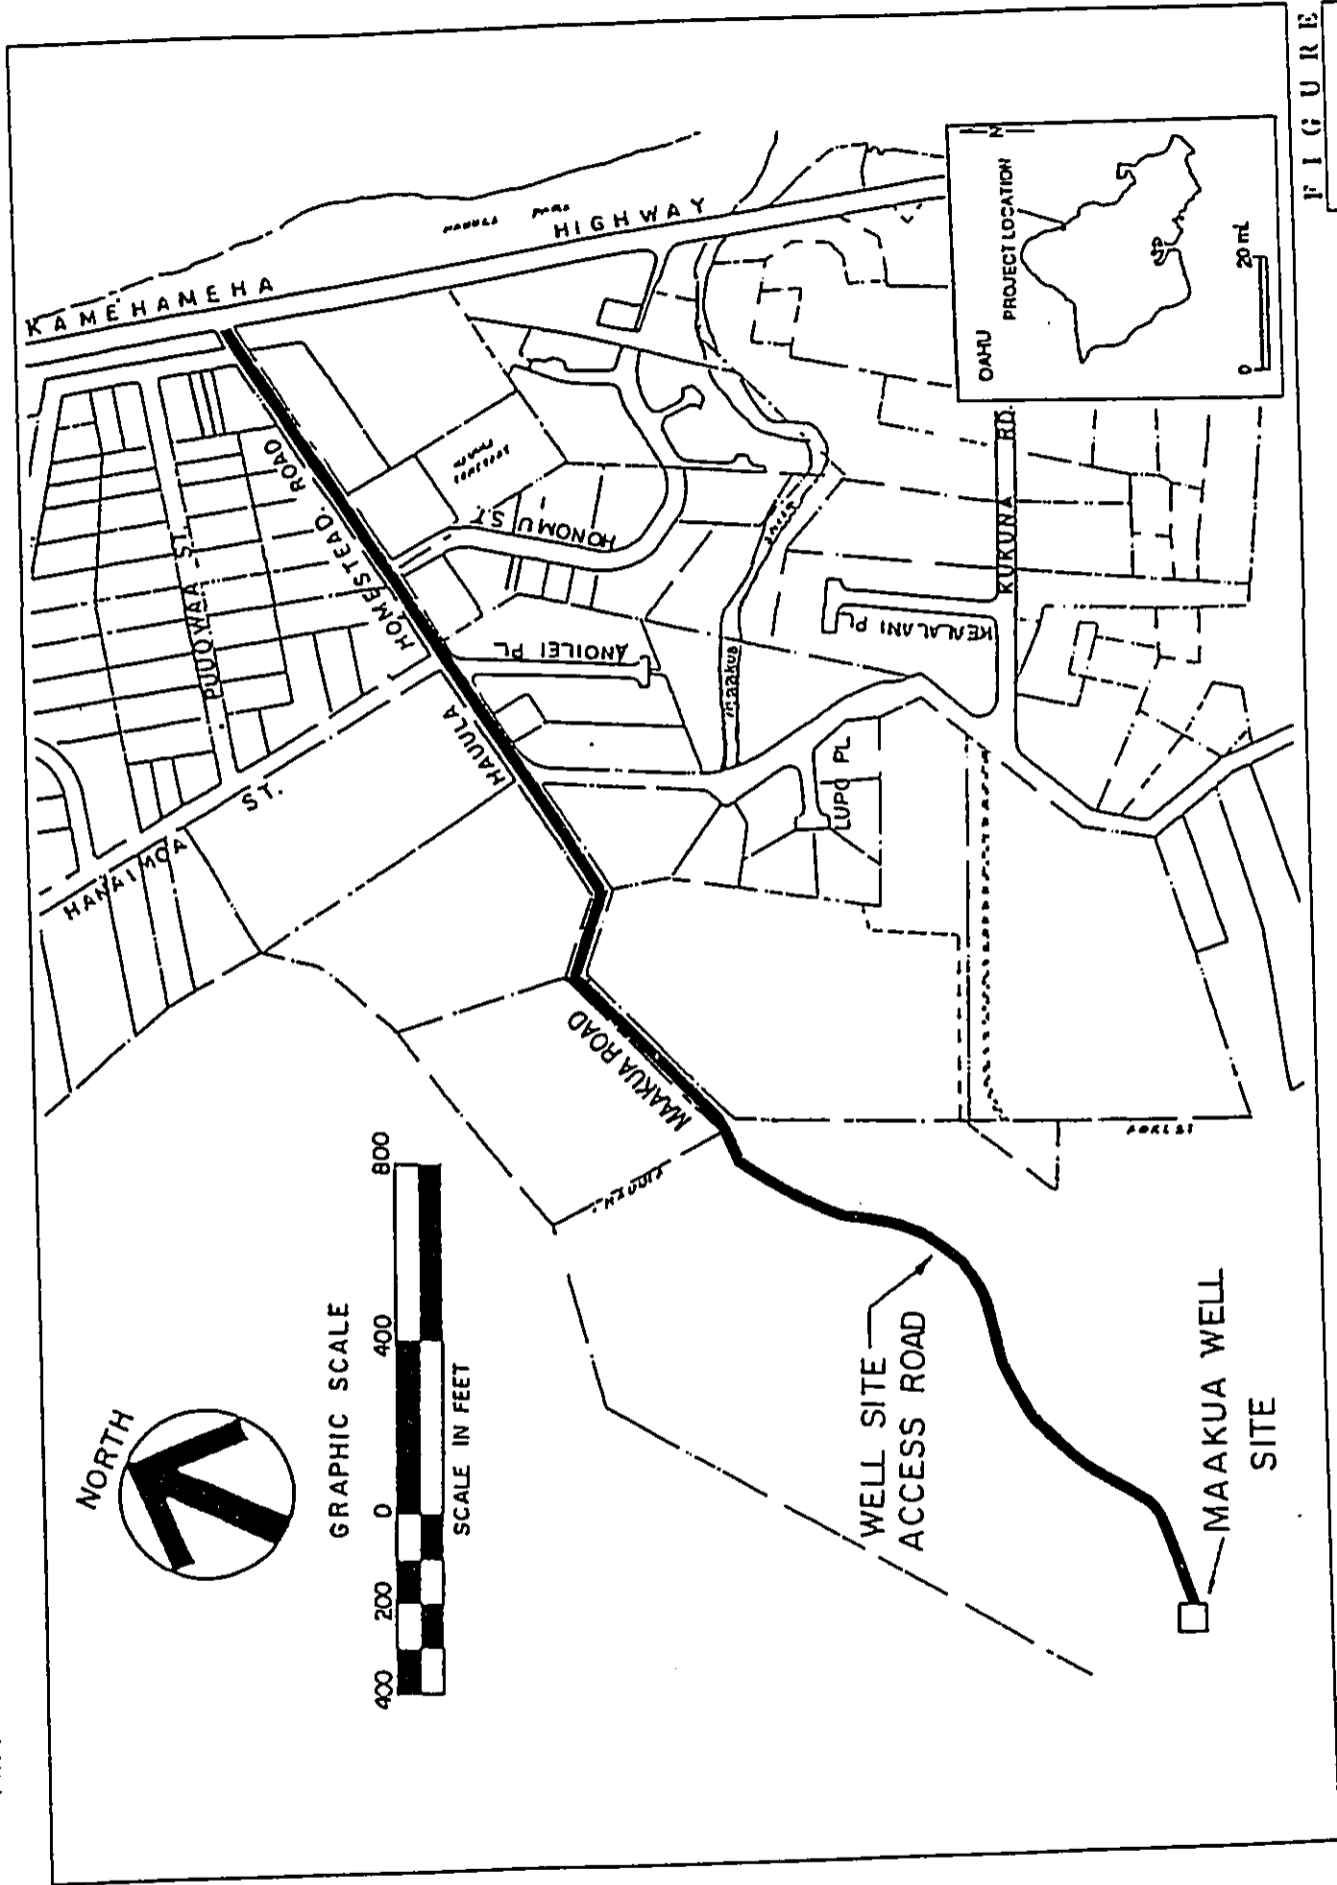 NORTH
GRAPHIC SCALE
400 200 0 400 800
SCALE IN FEET
KAMEHAMEHA
HIGHWAY
PUUOWAA ST.
HANAIMOA
ST.
HAUULA
HOMESTEAD. ROAD
HONOMU
ST.
ANOILEI PL
maakua
KEALALANI PL
KUKUNA RD.
LUPO PL
MAAKUA ROAD
WELL SITE
ACCESS ROAD
MAAKUA WELL
SITE
OAHU
PROJECT LOCATION
N
0 20 mi.
FIGURE